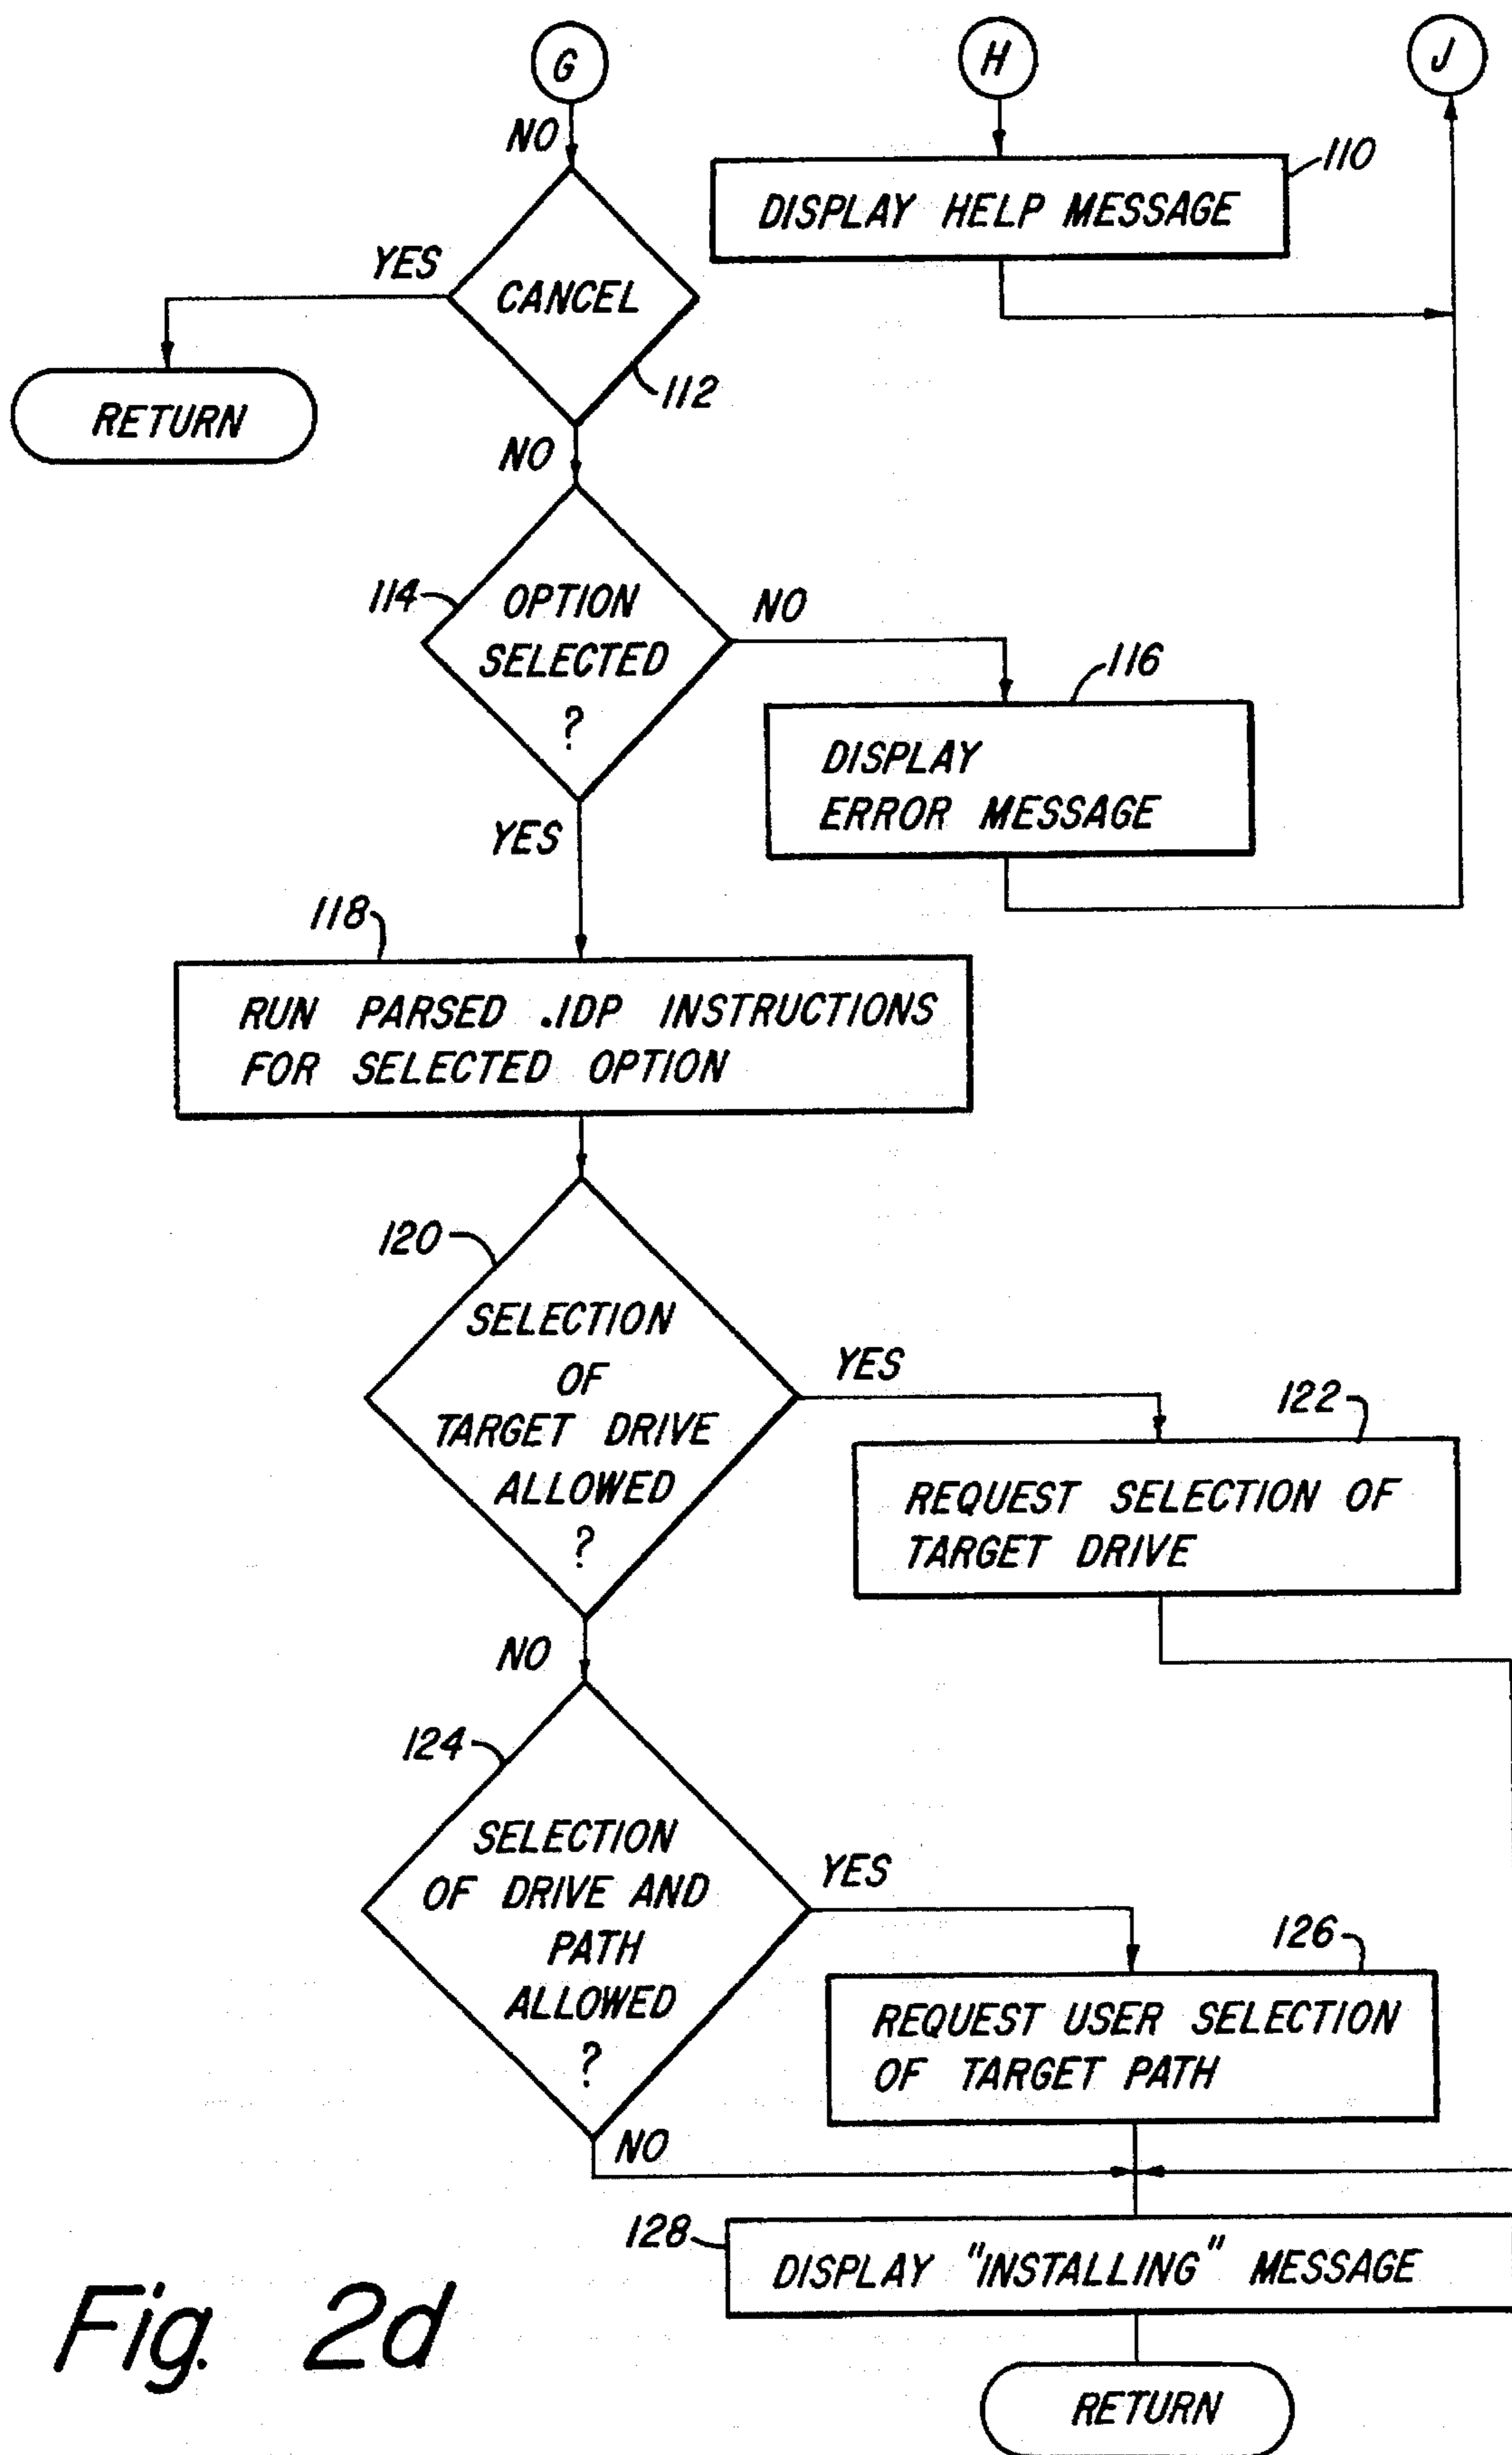 G
H
J
NO
110
DISPLAY HELP MESSAGE
YES
CANCEL
112
RETURN
NO
114
OPTION
SELECTED
?
NO
116
DISPLAY
ERROR MESSAGE
YES
118
RUN PARSED .IDP INSTRUCTIONS
FOR SELECTED OPTION
120
SELECTION
OF
TARGET DRIVE
ALLOWED
?
YES
122
REQUEST SELECTION OF
TARGET DRIVE
NO
124
SELECTION
OF DRIVE AND
PATH
ALLOWED
?
YES
126
REQUEST USER SELECTION
OF TARGET PATH
NO
128
DISPLAY "INSTALLING" MESSAGE
RETURN
Fig. 2d